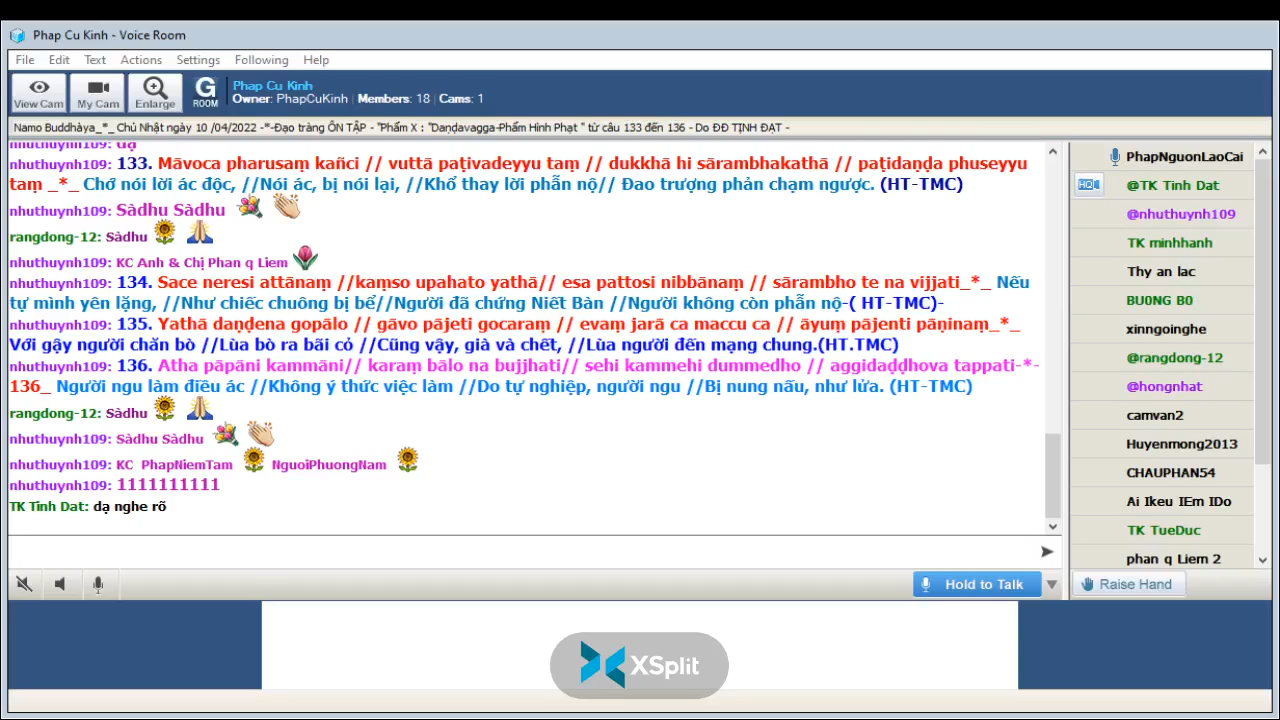 Phap Cu Kinh - Voice Room
File Edit Text Actions Settings Following Help
View Cam My Cam Enlarge G ROOM
Phap Cu Kinh
Owner: PhapCuKinh | Members: 18 | Cams: 1
Namo Buddhàya_*_ Chủ Nhật ngày 10 /04/2022 -*-Đạo tràng ÔN TẬP - "Phẩm X : "Daṇḍavagga-Phẩm Hình Phạt " từ câu 133 đến 136 - Do ĐĐ TỊNH ĐẠT -
nhuthuynh109: dạ
nhuthuynh109: 133. Māvoca pharusaṃ kañci // vuttā paṭivadeyyu taṃ // dukkhā hi sārambhakathā // paṭidaṇḍa phuseyyu
taṃ _*_ Chớ nói lời ác độc, //Nói ác, bị nói lại, //Khổ thay lời phẫn nộ// Đao trượng phản chạm ngược. (HT-TMC)
nhuthuynh109: Sàdhu Sàdhu
rangdong-12: Sàdhu
nhuthuynh109: KC Anh & Chị Phan q Liem
nhuthuynh109: 134. Sace neresi attānaṃ //kaṃso upahato yathā// esa pattosi nibbānaṃ // sārambho te na vijjati_*_ Nếu
tự mình yên lặng, //Như chiếc chuông bị bể//Người đã chứng Niết Bàn //Người không còn phẫn nộ-( HT-TMC)-
nhuthuynh109: 135. Yathā daṇḍena gopālo // gāvo pājeti gocaraṃ // evaṃ jarā ca maccu ca // āyuṃ pājenti pāṇinaṃ_*_
Với gậy người chăn bò //Lùa bò ra bãi cỏ //Cũng vậy, già và chết, //Lùa người đến mạng chung.(HT.TMC)
nhuthuynh109: 136. Atha pāpāni kammāni// karaṃ bālo na bujjhati// sehi kammehi dummedho // aggidaḍḍhova tappati-*-
136_ Người ngu làm điều ác //Không ý thức việc làm //Do tự nghiệp, người ngu //Bị nung nấu, như lửa. (HT-TMC)
rangdong-12: Sàdhu
nhuthuynh109: Sàdhu Sàdhu
nhuthuynh109: KC PhapNiemTam NguoiPhuongNam
nhuthuynh109: 1111111111
TK Tinh Dat: dạ nghe rõ
Hold to Talk
PhapNguonLaoCai
HQ
@TK Tinh Dat
@nhuthuynh109
TK minhhanh
Thy an lac
BU0NG B0
xinngoinghe
@rangdong-12
@hongnhat
camvan2
Huyenmong2013
CHAUPHAN54
Ai Ikeu IEm IDo
TK TueDuc
phan q Liem 2
Raise Hand
XSplit